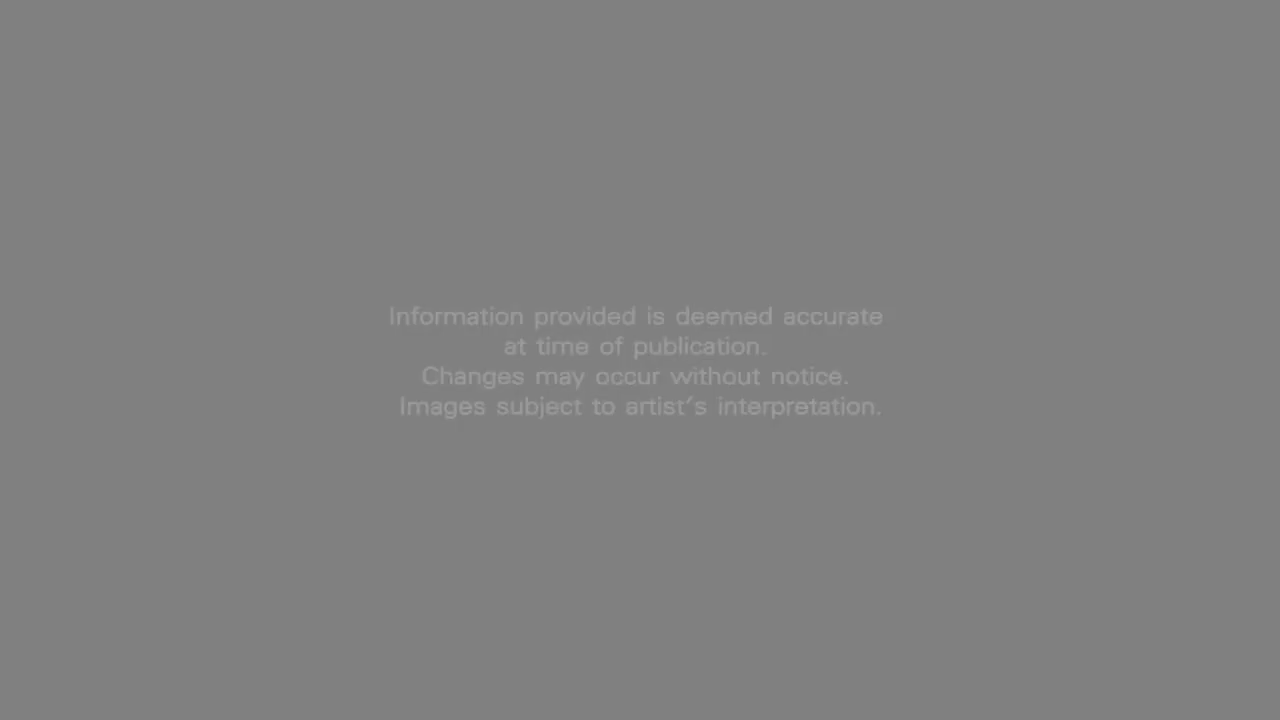 Information provided is deemed accurate
at time of publication.
Changes may occur without notice.
Images subject to artist's interpretation.